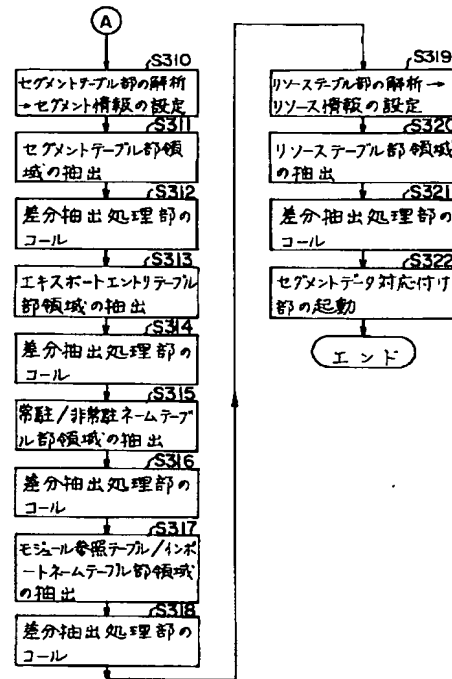 A
S310
セグメントテーブル部の解析
→セグメント情報の設定
S311
セグメントテーブル部領
域の抽出
S312
差分抽出処理部の
コール
S313
エキスポートエントリテーブル
部領域の抽出
S314
差分抽出処理部の
コール
S315
常駐/非常駐ネームテーブ
ル部領域の抽出
S316
差分抽出処理部の
コール
S317
モジュール参照テーブル/インポ
ートネームテーブル部領域
の抽出
S318
差分抽出処理部の
コール
S319
リソーステーブル部の解析→
リソース情報の設定
S320
リソーステーブル部領域
の抽出
S321
差分抽出処理部の
コール
S322
セグメントデータ対応付け
部の起動
エンド